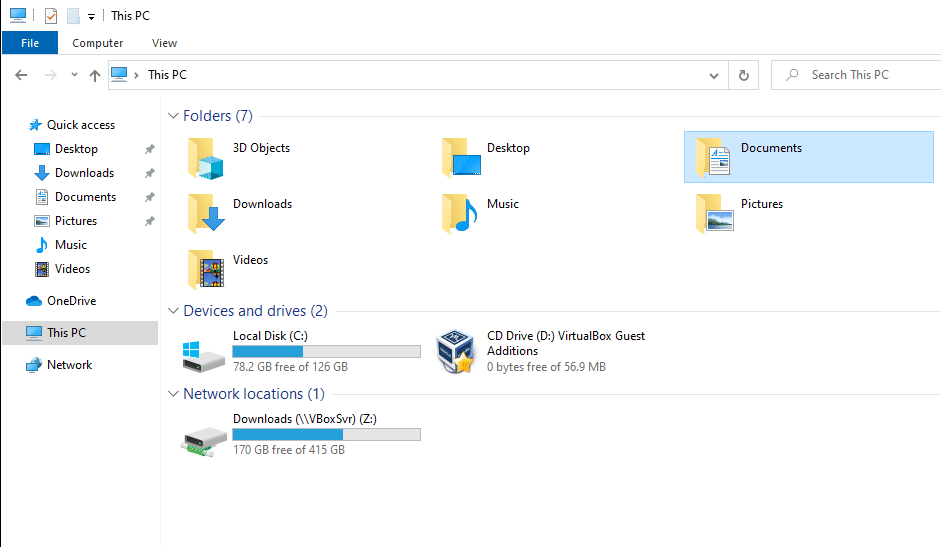 This PC
File Computer View
This PC
Search This PC
Quick access
Desktop
Downloads
Documents
Pictures
Music
Videos
OneDrive
This PC
Network
Folders (7)
3D Objects
Desktop
Documents
Downloads
Music
Pictures
Videos
Devices and drives (2)
Local Disk (C:)
78.2 GB free of 126 GB
CD Drive (D:) VirtualBox Guest
Additions
0 bytes free of 56.9 MB
Network locations (1)
Downloads (\\VBoxSvr) (Z:)
170 GB free of 415 GB